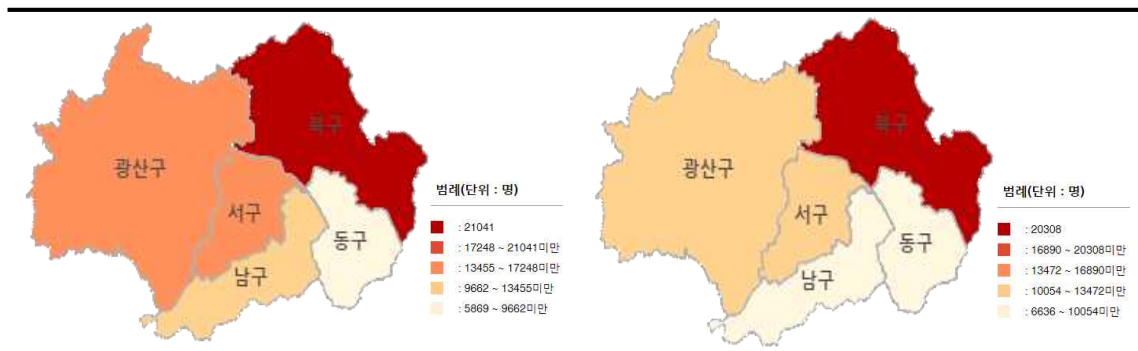 북구
광산구
서구
동구
남구
범례(단위 : 명)
: 21041
: 17248 ~ 21041미만
: 13455 ~ 17248미만
: 9662 ~ 13455미만
: 5869 ~ 9662미만
북구
광산구
서구
동구
남구
범례(단위 : 명)
: 20308
: 16890 ~ 20308미만
: 13472 ~ 16890미만
: 10054 ~ 13472미만
: 6636 ~ 10054미만